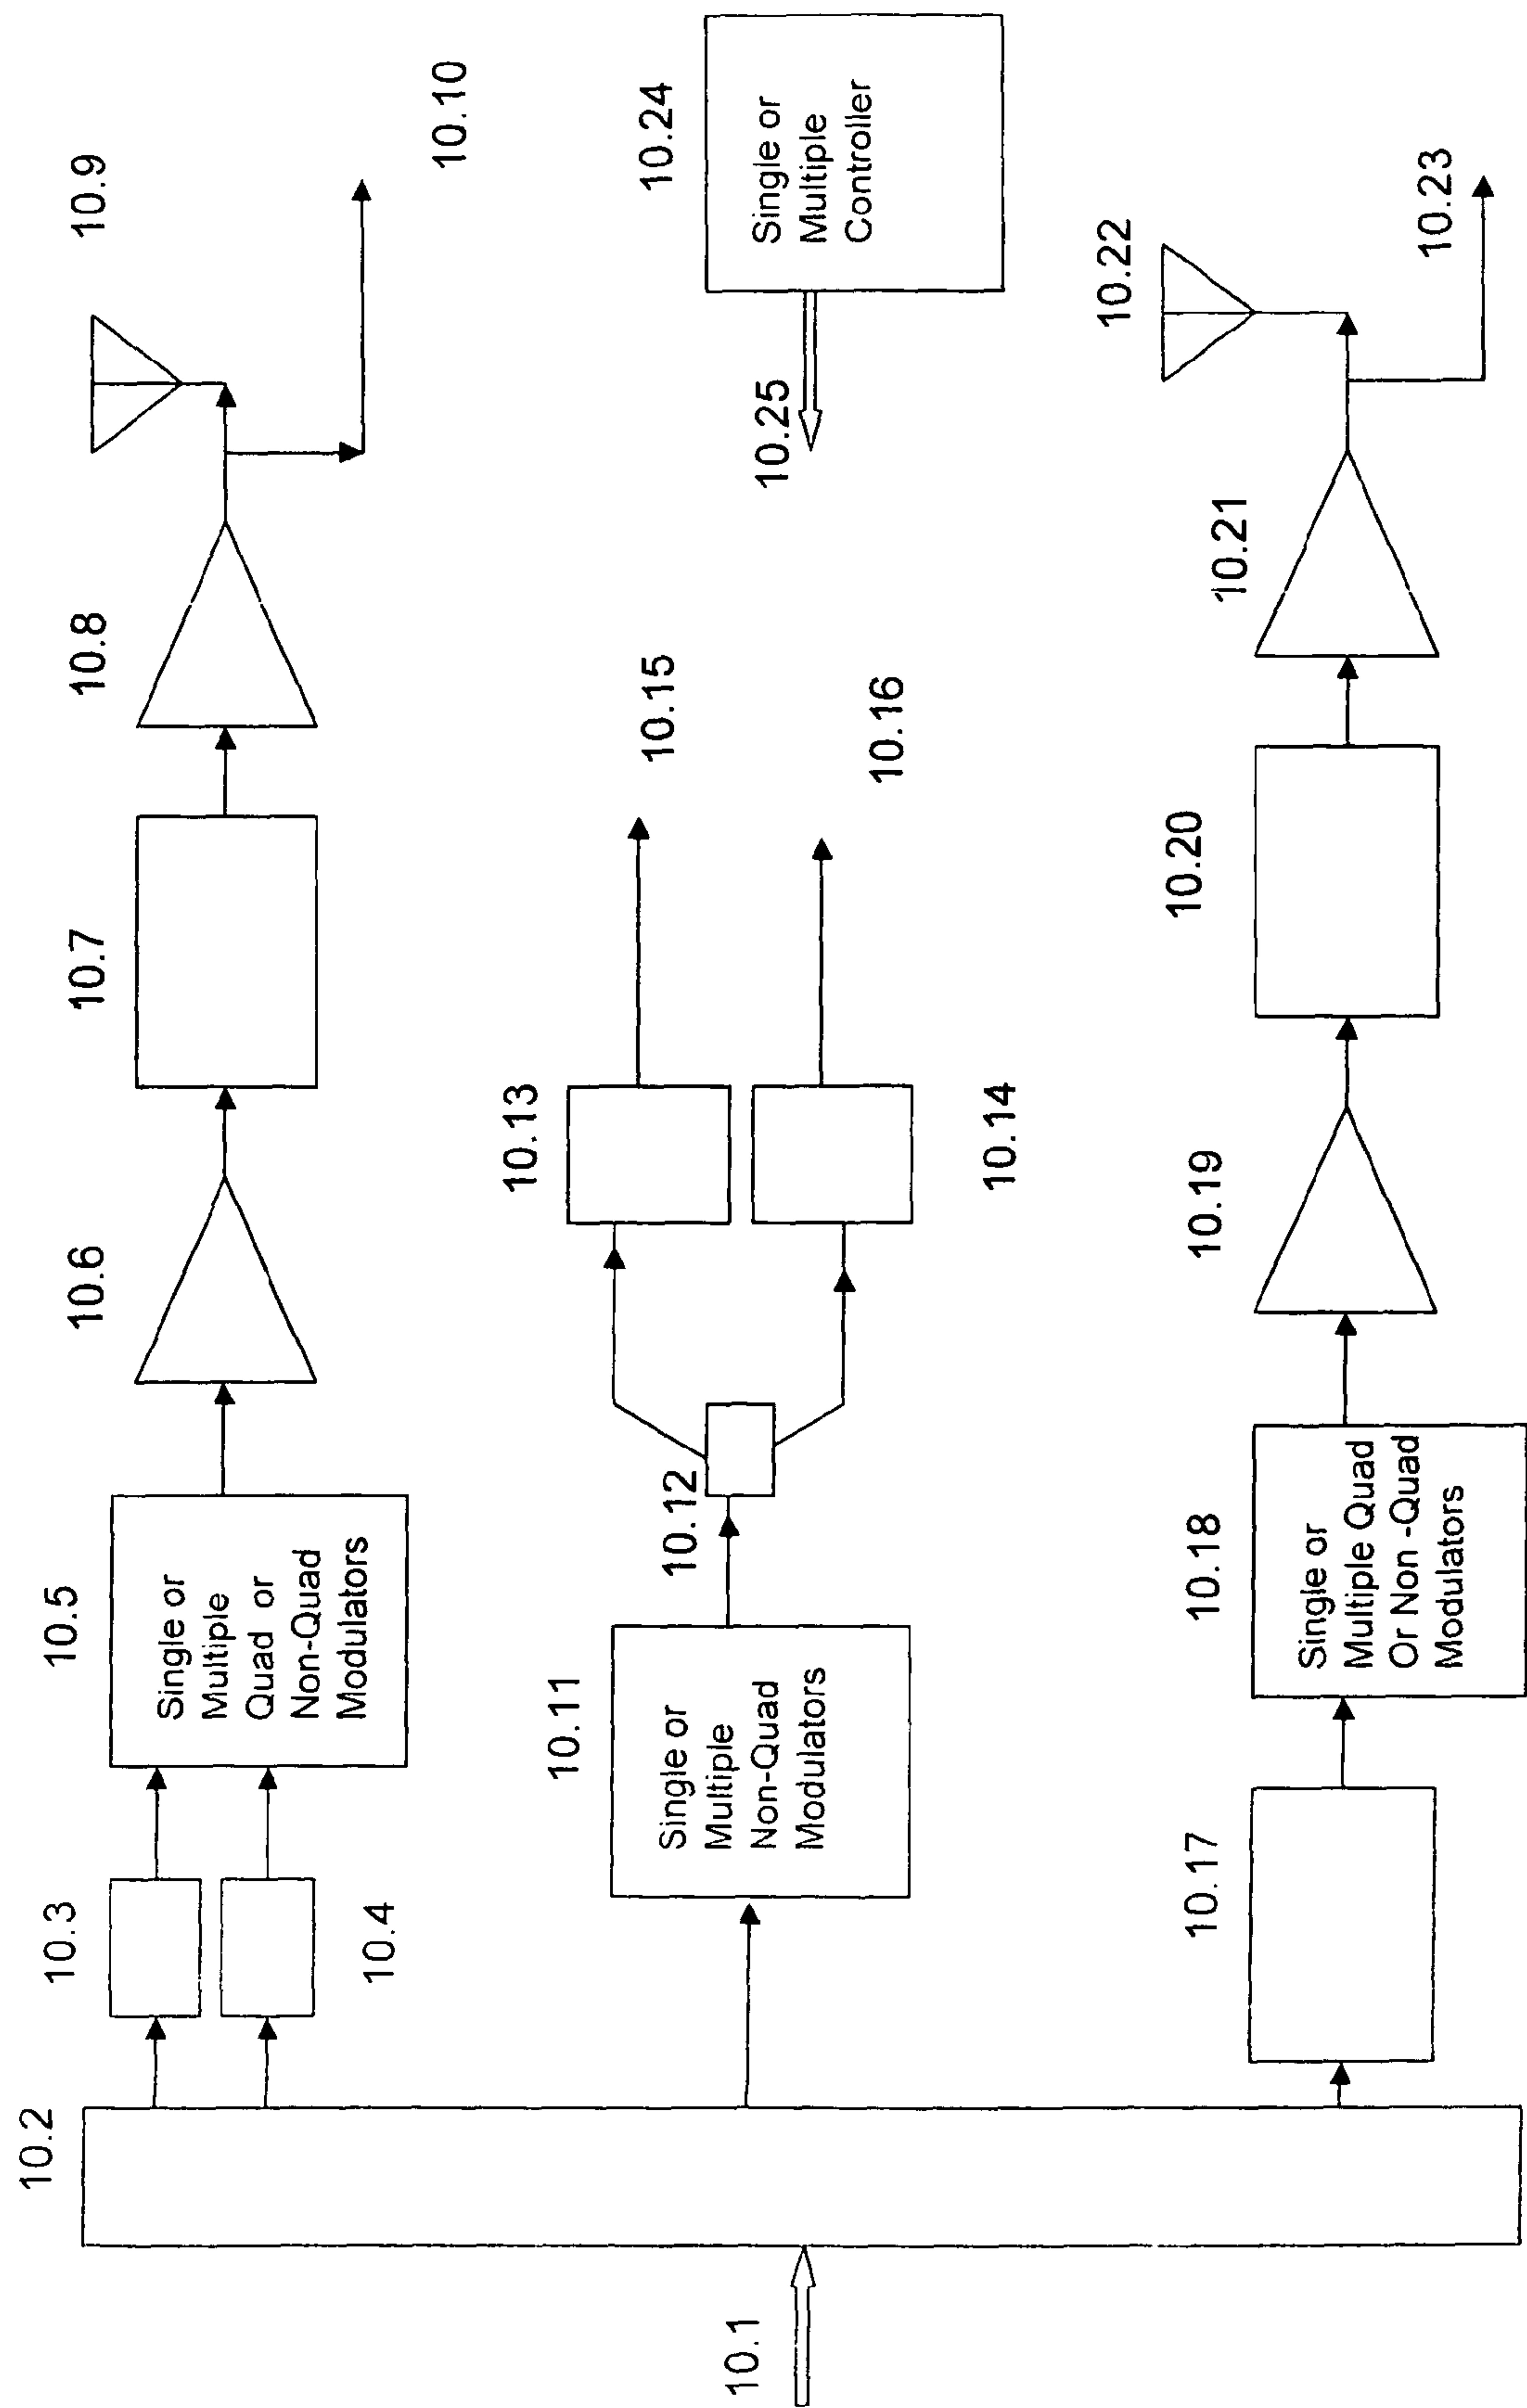 10.9
10.10
10.8
10.7
10.6
10.5
Single or
Multiple
Quad or
Non-Quad
Modulators
10.3
10.4
10.2
10.1
10.24
Single or
Multiple
Controller
10.25
10.15
10.16
10.13
10.14
10.12
10.11
Single or
Multiple
Non-Quad
Modulators
10.22
10.23
10.21
10.20
10.19
10.18
Single or
Multiple Quad
Or Non -Quad
Modulators
10.17